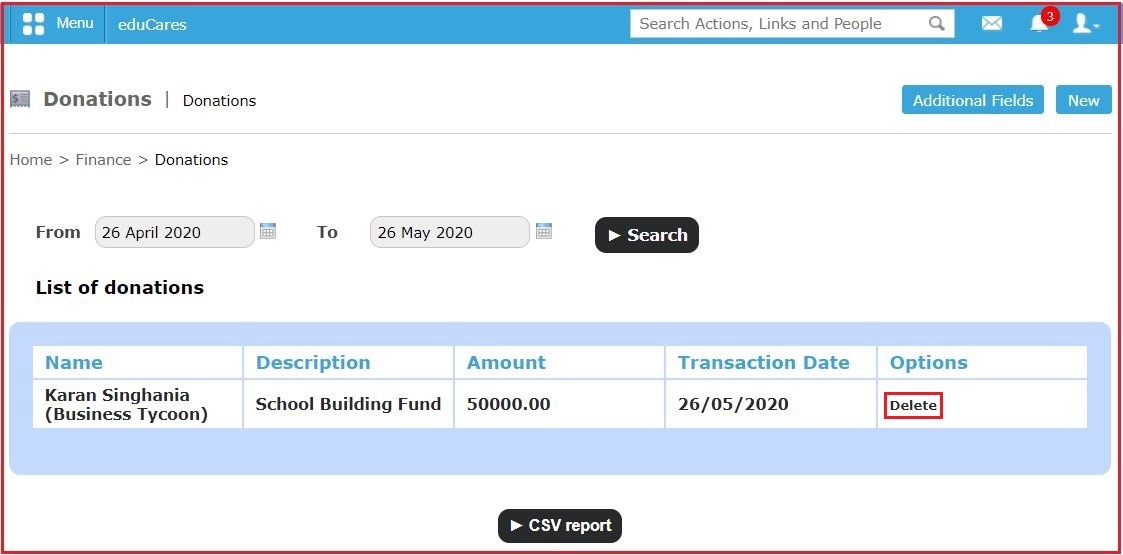 Menu eduCares Search Actions, Links and People 3
Donations | Donations Additional Fields New
Home > Finance > Donations
From 26 April 2020 To 26 May 2020 ► Search
List of donations
Name Description Amount Transaction Date Options
Karan Singhania
(Business Tycoon) School Building Fund 50000.00 26/05/2020 Delete
► CSV report